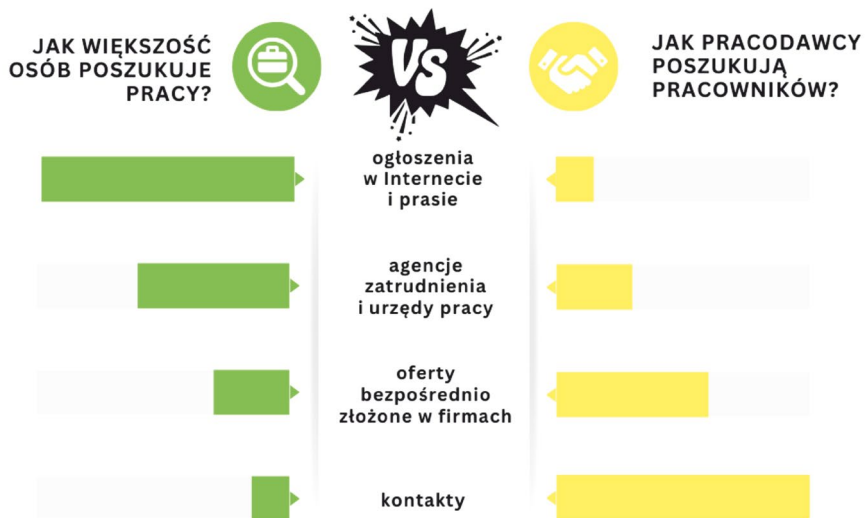 JAK WIĘKSZOŚĆ
OSÓB POSZUKUJE
PRACY?
VS
JAK PRACODAWCY
POSZUKUJĄ
PRACOWNIKÓW?
ogłoszenia
w Internecie
i prasie
agencje
zatrudnienia
i urzędy pracy
oferty
bezpośrednio
złożone w firmach
kontakty